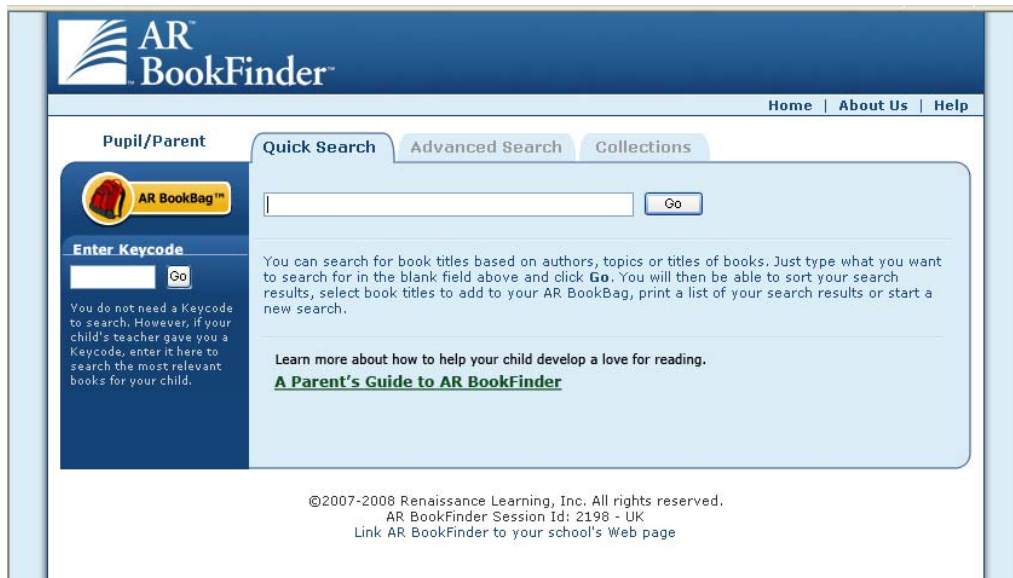 AR™
BookFinder™
Home | About Us | Help
Pupil/Parent
Quick Search
Advanced Search
Collections
AR BookBag™
Go
Enter Keycode
Go
You do not need a Keycode
to search. However, if your
child's teacher gave you a
Keycode, enter it here to
search the most relevant
books for your child.
You can search for book titles based on authors, topics or titles of books. Just type what you want
to search for in the blank field above and click Go. You will then be able to sort your search
results, select book titles to add to your AR BookBag, print a list of your search results or start a
new search.
Learn more about how to help your child develop a love for reading.
A Parent's Guide to AR BookFinder
©2007-2008 Renaissance Learning, Inc. All rights reserved.
AR BookFinder Session Id: 2198 - UK
Link AR BookFinder to your school's Web page